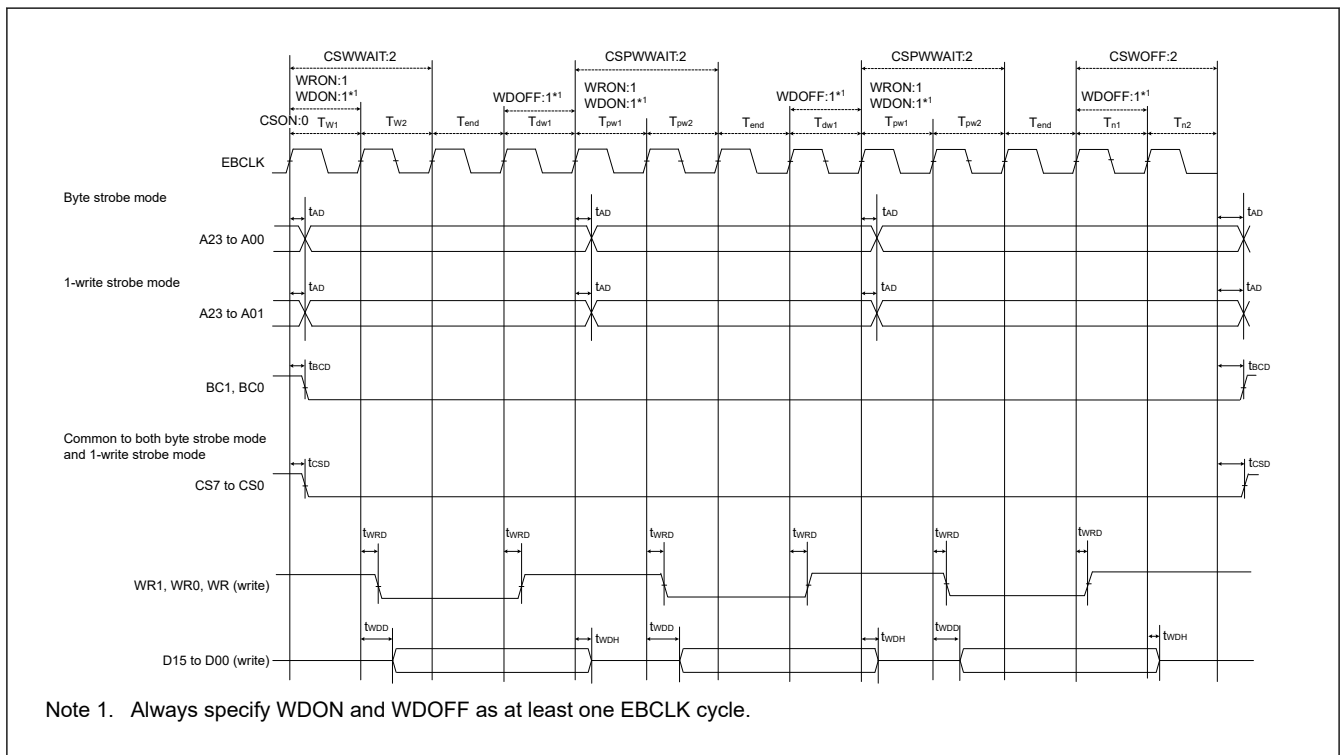 CSWWAIT:2 CSPWWAIT:2 CSPWWAIT:2 CSWOFF:2
WRON:1 WRON:1 WRON:1
WDON:1*1 WDOFF:1*1 WDON:1*1 WDOFF:1*1 WDON:1*1 WDOFF:1*1
CSON:0 TW1 TW2 Tend Tdw1 Tpw1 Tpw2 Tend Tdw1 Tpw1 Tpw2 Tend Tn1 Tn2
EBCLK
Byte strobe mode
tAD tAD tAD tAD
A23 to A00
1-write strobe mode
tAD tAD tAD tAD
A23 to A01
tBCD tBCD
BC1, BC0
Common to both byte strobe mode
and 1-write strobe mode
tCSD tCSD
CS7 to CS0
tWRD tWRD tWRD tWRD tWRD tWRD
WR1, WR0, WR (write)
tWDD tWDH tWDD tWDH tWDD tWDH
D15 to D00 (write)
Note 1. Always specify WDON and WDOFF as at least one EBCLK cycle.